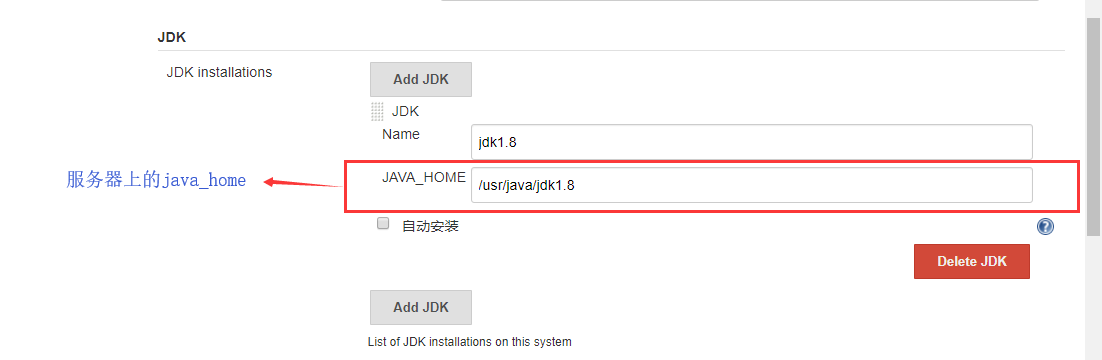 JDK
JDK installations
Add JDK
JDK
Name
jdk1.8
服务器上的java_home
JAVA_HOME
/usr/java/jdk1.8
自动安装
?
Delete JDK
Add JDK
List of JDK installations on this system